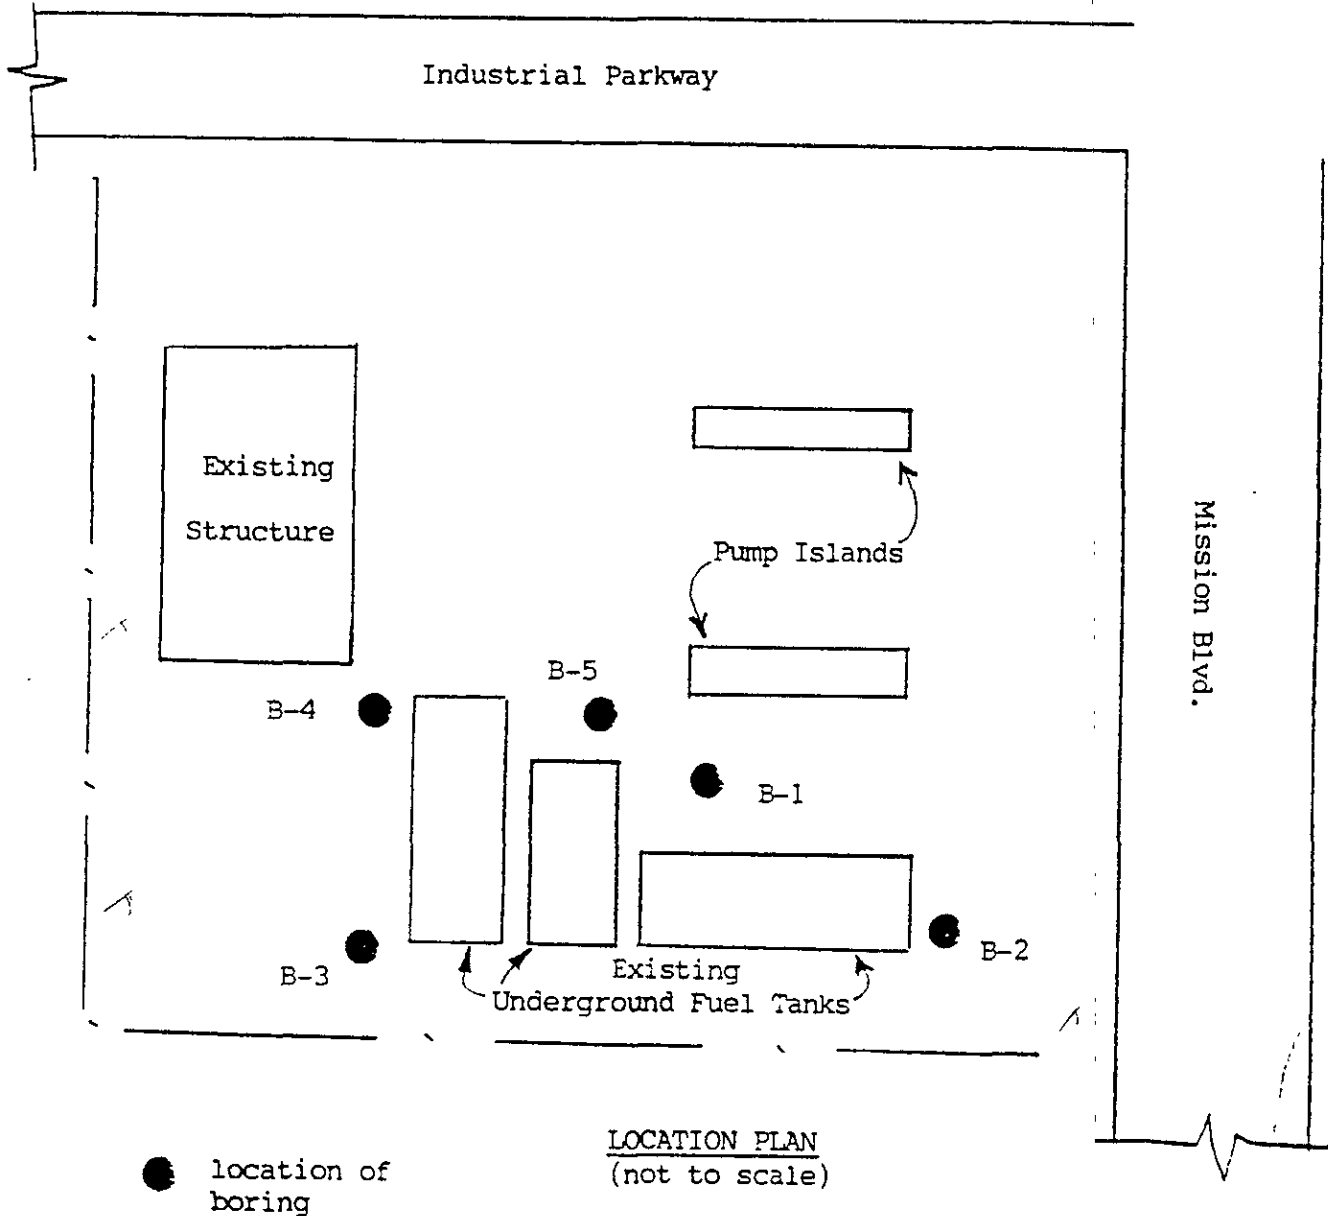 Industrial Parkway
Existing
Structure
Pump Islands
Mission Blvd.
B-5
B-4
B-1
B-2
B-3
Existing
Underground Fuel Tanks
LOCATION PLAN
(not to scale)
location of
boring